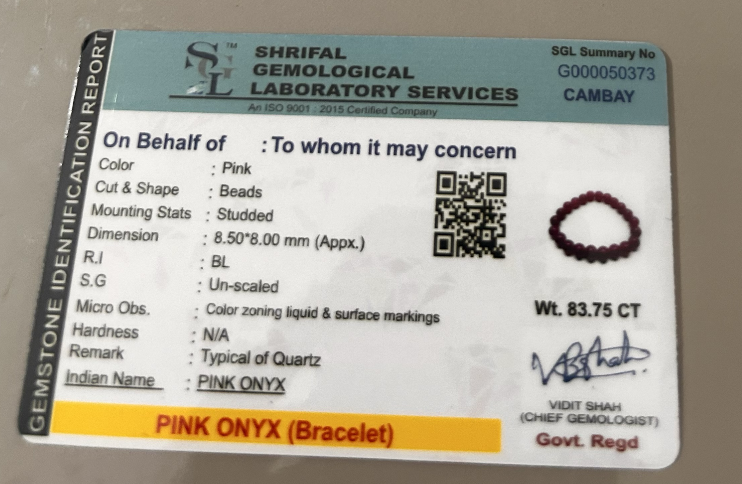 GEMSTONE IDENTIFICATION REPORT
SGL TM
SHRIFAL
GEMOLOGICAL
LABORATORY SERVICES
An ISO 9001 : 2015 Certified Company
SGL Summary No
G000050373
CAMBAY
On Behalf of : To whom it may concern
Color : Pink
Cut & Shape : Beads
Mounting Stats : Studded
Dimension : 8.50*8.00 mm (Appx.)
R.I : BL
S.G : Un-scaled
Micro Obs. : Color zoning liquid & surface markings
Hardness : N/A
Remark : Typical of Quartz
Indian Name : PINK ONYX
PINK ONYX (Bracelet)
Wt. 83.75 CT
VIDIT SHAH
(CHIEF GEMOLOGIST)
Govt. Regd